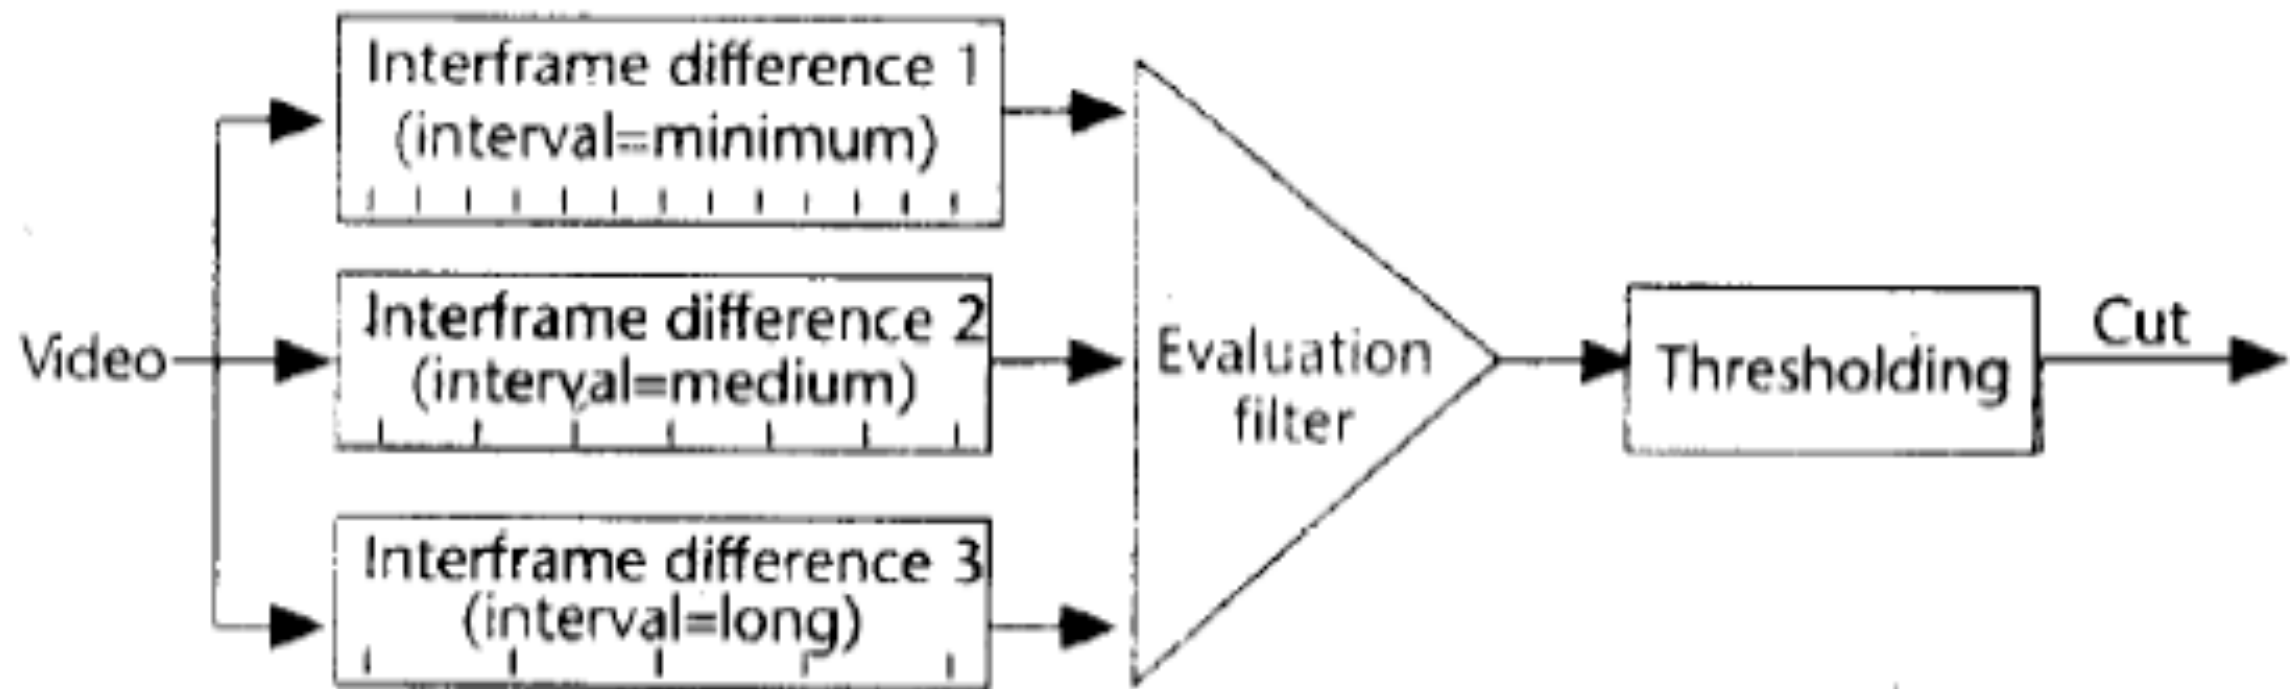 Interframe difference 1
(interval=minimum)
Interframe difference 2
(interval=medium)
Interframe difference 3
(interval=long)
Video
Evaluation
filter
Thresholding
Cut